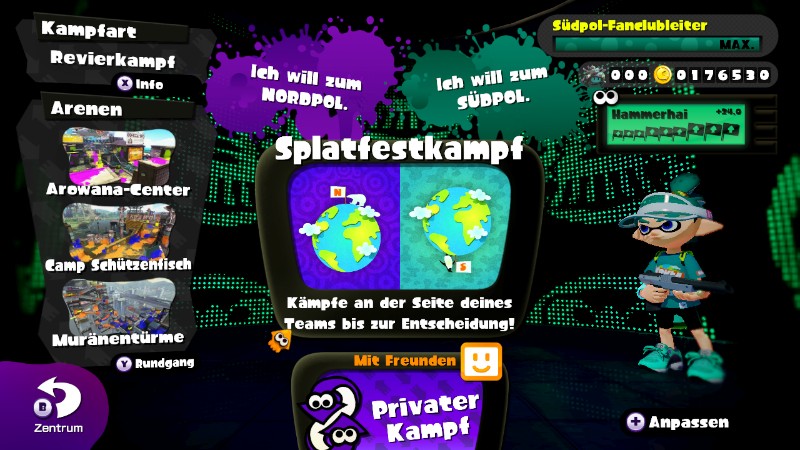 Kampfart
Revierkampf
X Info
Arenen
Arowana-Center
Camp Schützenfisch
Muränentürme
Y Rundgang
B
Zentrum
Ich will zum
NORDPOL.
Ich will zum
SÜDPOL.
Splatfestkampf
N
S
Kämpfe an der Seite deines
Teams bis zur Entscheidung!
Mit Freunden
Privater
Kampf
Südpol-Fanclubleiter
MAX.
000 0176530
Hammerhai +24.0
Anpassen